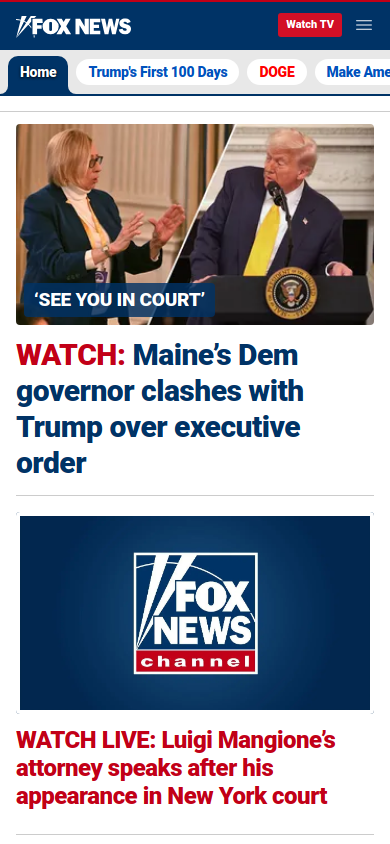 FOX NEWS
Watch TV
Home
Trump's First 100 Days
DOGE
Make Ame
‘SEE YOU IN COURT’
WATCH: Maine’s Dem
governor clashes with
Trump over executive
order
FOX
NEWS
channel
WATCH LIVE: Luigi Mangione’s
attorney speaks after his
appearance in New York court